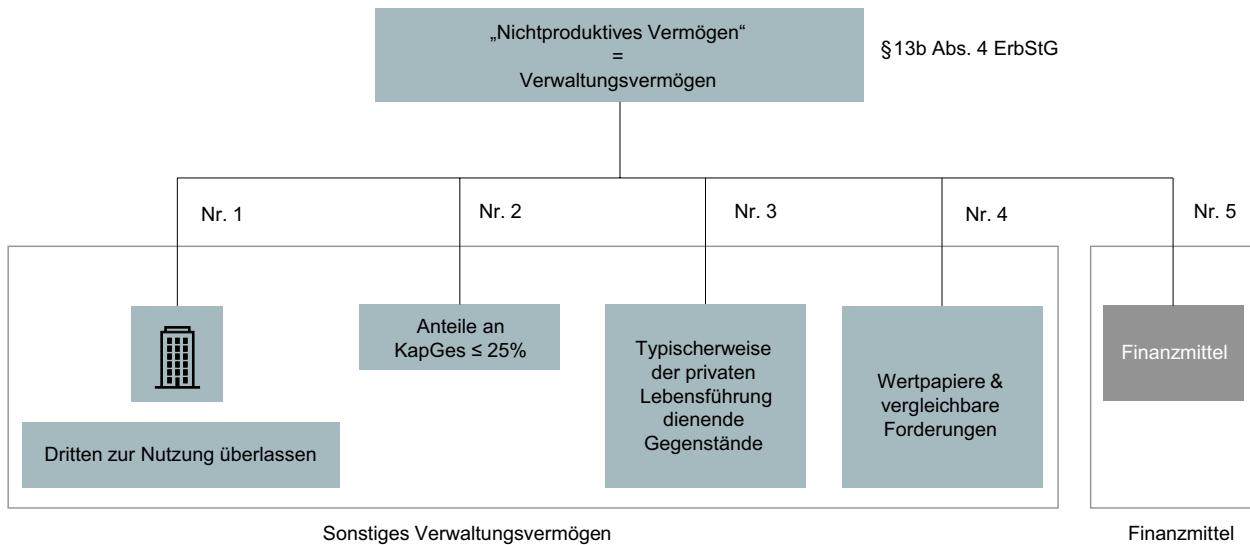 „Nichtproduktives Vermögen“
=
Verwaltungsvermögen
§13b Abs. 4 ErbStG
Nr. 1
Nr. 2
Nr. 3
Nr. 4
Nr. 5
Dritten zur Nutzung überlassen
Anteile an
KapGes ≤ 25%
Typischerweise
der privaten
Lebensführung
dienende
Gegenstände
Wertpapiere &
vergleichbare
Forderungen
Finanzmittel
Sonstiges Verwaltungsvermögen
Finanzmittel